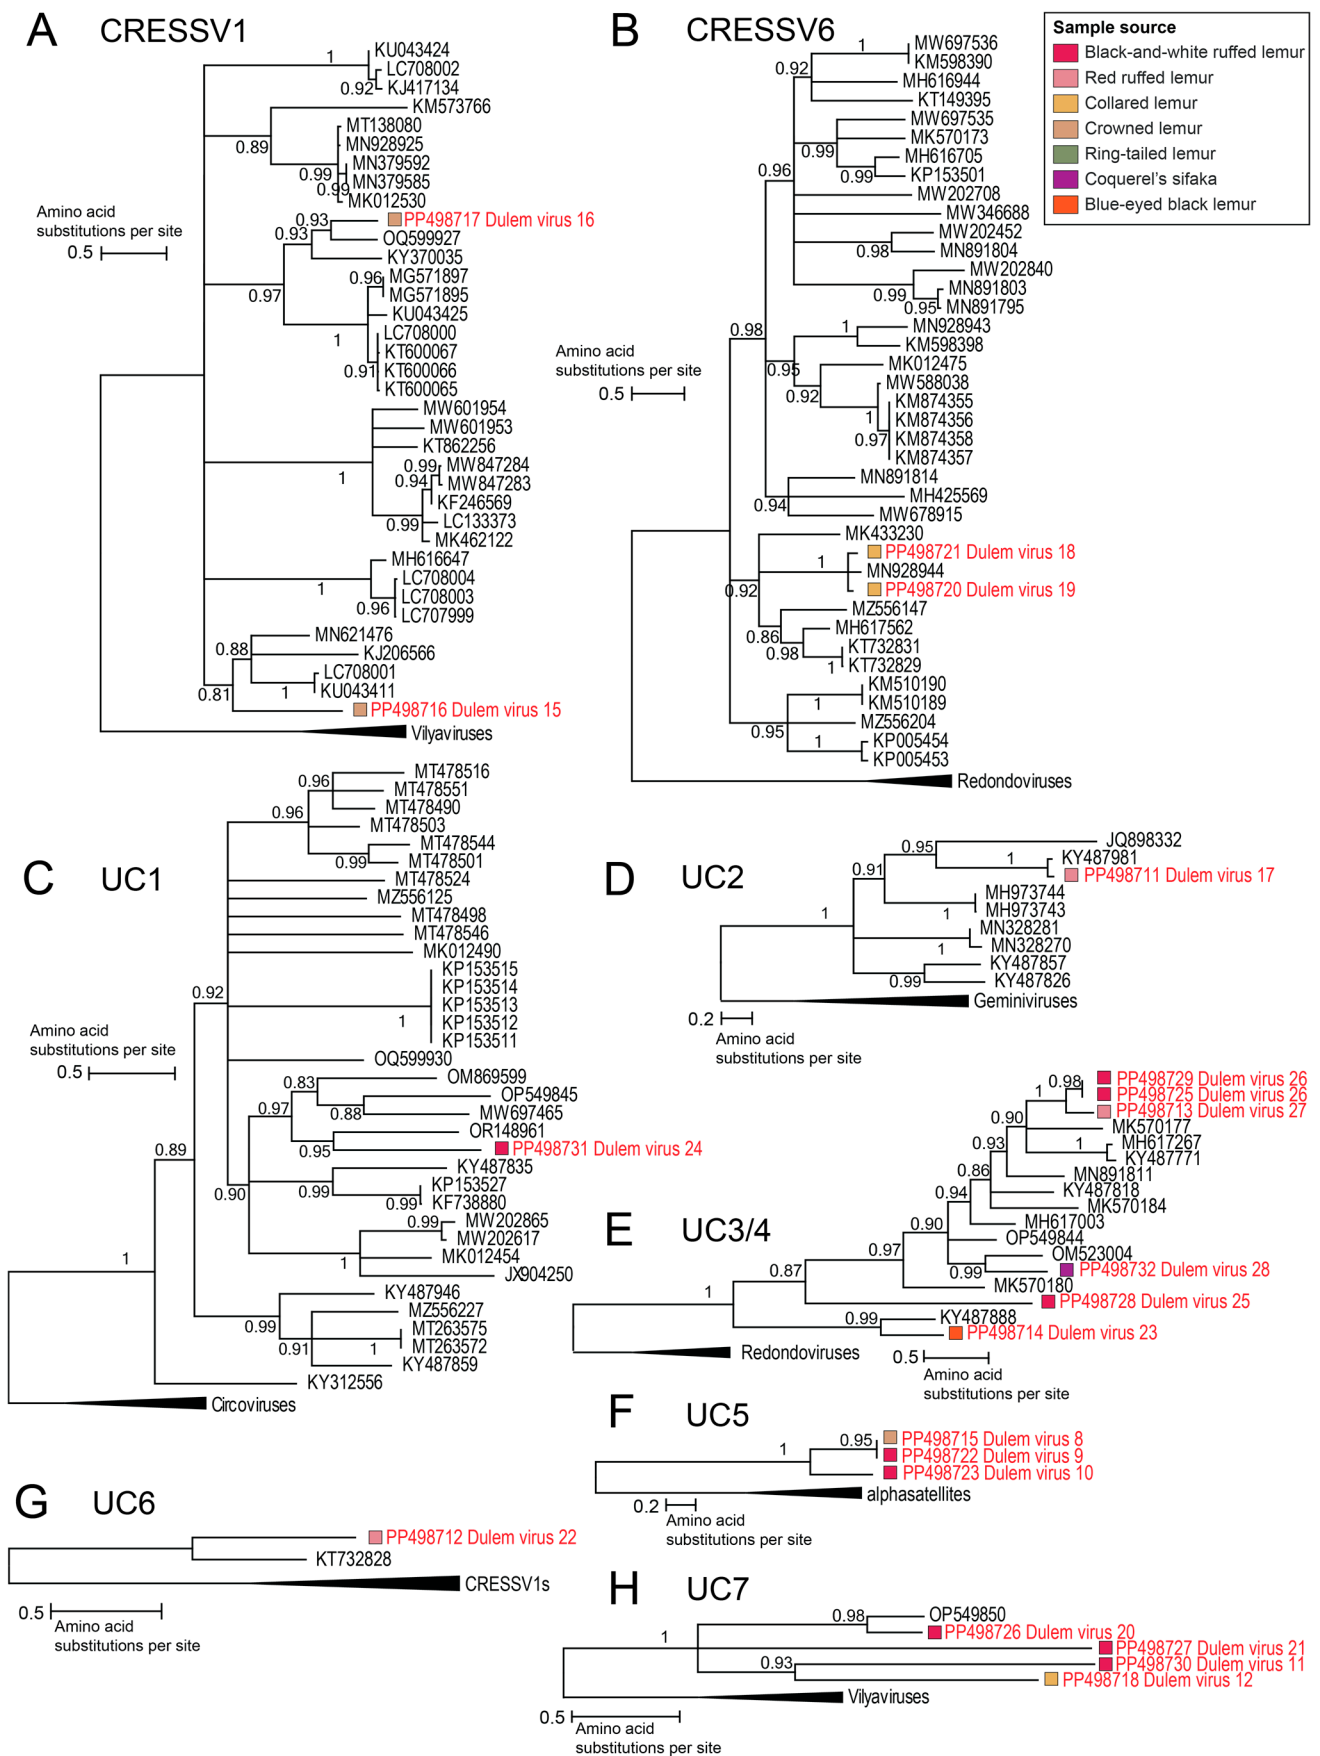 A CRESSV1
1
KU043424
LC708002
0.92
KJ417134
KM573766
0.89
MT138080
MN928925
MN379592
0.99
MN379585
0.99
MK012530
Amino acid
substitutions per site
0.5
0.93
PP498717 Dulem virus 16
0.93
OQ599927
KY370035
0.97
0.96
MG571897
MG571895
KU043425
1
LC708000
KT600067
0.91
KT600066
KT600065
MW601954
MW601953
KT862256
1
0.99
MW847284
0.94
MW847283
KF246569
0.99
LC133373
MK462122
MH616647
1
LC708004
0.96
LC708003
LC707999
MN621476
0.88
KJ206566
0.81
LC708001
1
KU043411
PP498716 Dulem virus 15
Vilyaviruses
B CRESSV6
1
MW697536
KM598390
0.92
MH616944
KT149395
MW697535
MK570173
0.99
MH616705
0.99
KP153501
0.96
MW202708
MW346688
MW202452
0.98
MN891804
MW202840
0.99
MN891803
0.95
MN891795
0.98
1
MN928943
KM598398
0.95
MK012475
0.92
MW588038
KM874355
1
KM874356
0.97
KM874358
KM874357
Amino acid
substitutions per site
0.5
MN891814
0.94
MH425569
MW678915
MK433230
PP498721 Dulem virus 18
1
MN928944
0.92
PP498720 Dulem virus 19
MZ556147
0.86
MH617562
0.98
KT732831
1
KT732829
KM510190
1
KM510189
0.95
MZ556204
1
KP005454
KP005453
Redondoviruses
Sample source
Black-and-white ruffed lemur
Red ruffed lemur
Collared lemur
Crowned lemur
Ring-tailed lemur
Coquerel's sifaka
Blue-eyed black lemur
C UC1
0.96
MT478516
MT478551
MT478490
0.96
MT478503
MT478544
0.99
MT478501
MT478524
MZ556125
MT478498
MT478546
MK012490
0.92
KP153515
KP153514
KP153513
1
KP153512
KP153511
OQ599930
Amino acid
substitutions per site
0.5
0.83
OM869599
OP549845
0.97
0.88
MW697465
OR148961
0.95
PP498731 Dulem virus 24
0.89
0.90
KY487835
0.99
KP153527
0.99
KF738880
0.99
MW202865
MW202617
1
MK012454
JX904250
1
KY487946
0.99
MZ556227
MT263575
0.91
1
MT263572
KY487859
KY312556
Circoviruses
D UC2
0.95
JQ898332
0.91
1
KY487981
PP498711 Dulem virus 17
1
MH973744
1
MH973743
MN328281
1
MN328270
KY487857
0.99
KY487826
Geminiviruses
0.2
Amino acid
substitutions per site
E UC3/4
0.98
PP498729 Dulem virus 26
1
PP498725 Dulem virus 26
PP498713 Dulem virus 27
0.90
MK570177
1
MH617267
0.93
KY487771
0.86
MN891811
0.94
KY487818
MK570184
0.90
MH617003
OP549844
0.97
OM523004
0.99
PP498732 Dulem virus 28
0.87
MK570180
1
PP498728 Dulem virus 25
0.99
KY487888
PP498714 Dulem virus 23
Redondoviruses
0.5
Amino acid
substitutions per site
F UC5
1
0.95
PP498715 Dulem virus 8
PP498722 Dulem virus 9
PP498723 Dulem virus 10
alphasatellites
0.2
Amino acid
substitutions per site
G UC6
PP498712 Dulem virus 22
KT732828
CRESSV1s
0.5
Amino acid
substitutions per site
H UC7
0.98
OP549850
1
PP498726 Dulem virus 20
PP498727 Dulem virus 21
0.93
PP498730 Dulem virus 11
PP498718 Dulem virus 12
Vilyaviruses
0.5
Amino acid
substitutions per site